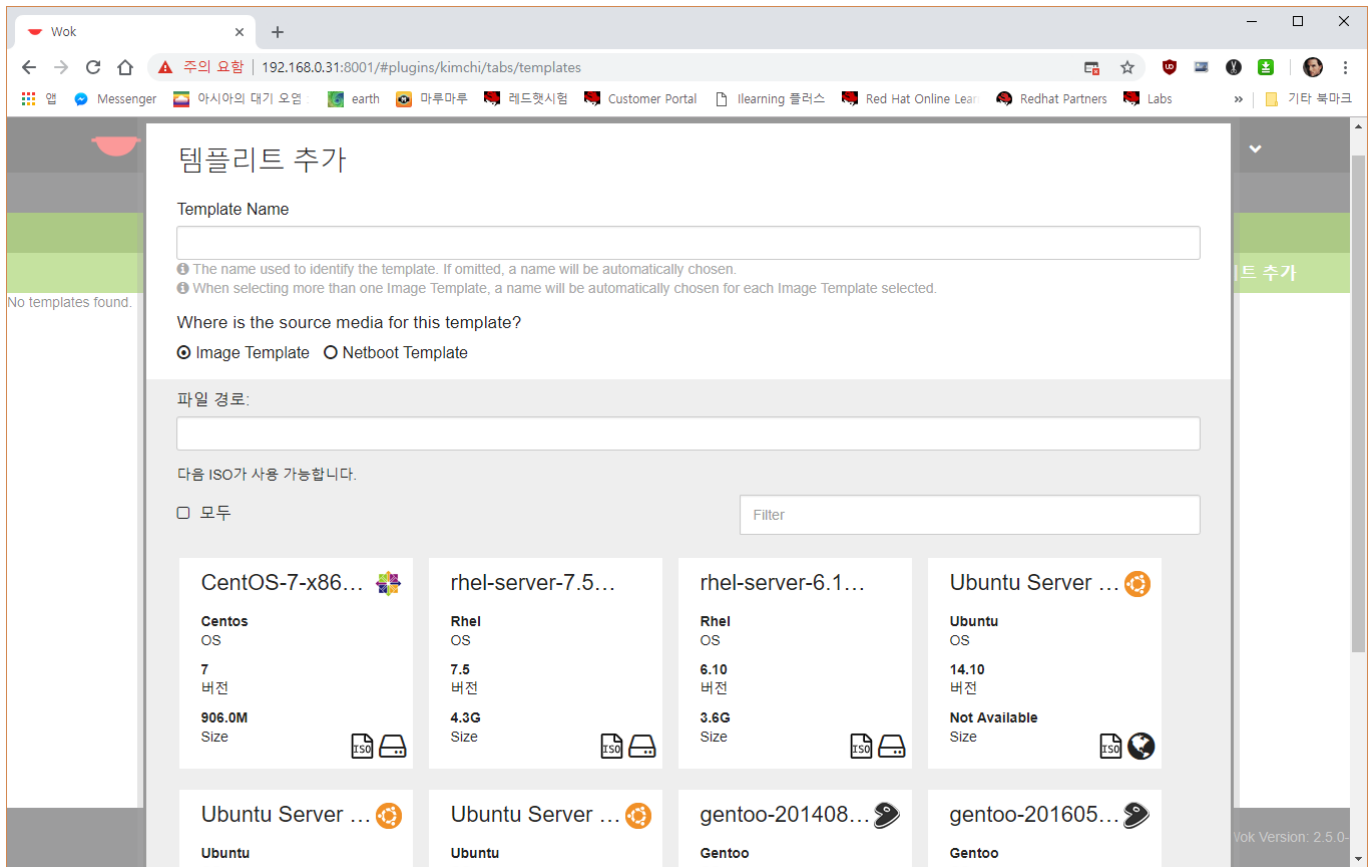 Wok
주의 요함 | 192.168.0.31:8001/#plugins/kimchi/tabs/templates
앱 Messenger 아시아의 대기 오염 earth 마루마루 레드햇시험 Customer Portal Ilearning 플러스 Red Hat Online Lear Redhat Partners Labs » 기타 북마크
템플리트 추가
Template Name
The name used to identify the template. If omitted, a name will be automatically chosen.
트 추가
When selecting more than one Image Template, a name will be automatically chosen for each Image Template selected.
No templates found.
Where is the source media for this template?
Image Template Netboot Template
파일 경로:
다음 ISO가 사용 가능합니다.
모두
Filter
CentOS-7-x86... rhel-server-7.5... rhel-server-6.1... Ubuntu Server ...
Centos Rhel Rhel Ubuntu
OS OS OS OS
7 7.5 6.10 14.10
버전 버전 버전 버전
906.0M 4.3G 3.6G Not Available
Size Size Size Size
ISO ISO ISO ISO
Ubuntu Server ... Ubuntu Server ... gentoo-201408... gentoo-201605...
Wok Version: 2.5.0-
Ubuntu Ubuntu Gentoo Gentoo